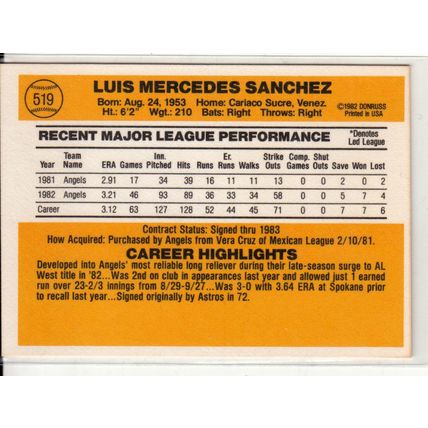 519
LUIS MERCEDES SANCHEZ
Born: Aug. 24, 1953 Home: Cariaco Sucre, Venez.
Ht.: 6'2" Wgt.: 210 Bats: Right Throws: Right
©1982 DONRUSS
Printed in USA
RECENT MAJOR LEAGUE PERFORMANCE
*Denotes
Led League
Year Team Name ERA Games Inn. Pitched Hits Runs Er. Runs Walks Strike Outs Comp. Games Shut Outs Save Won Lost
1981 Angels 2.91 17 34 39 16 11 11 13 0 0 2 0 2
1982 Angels 3.21 46 93 89 36 33 34 58 0 0 5 7 4
Career 3.12 63 127 128 52 44 45 71 0 0 7 7 6
Contract Status: Signed thru 1983
How Acquired: Purchased by Angels from Vera Cruz of Mexican League 2/10/81.
CAREER HIGHLIGHTS
Developed into Angels' most reliable long reliever during their late-season surge to AL
West title in '82...Was 2nd on club in appearances last year and allowed just 1 earned
run over 23-2/3 innings from 8/29-9/27...Was 3-0 with 3.64 ERA at Spokane prior
to recall last year...Signed originally by Astros in 72.